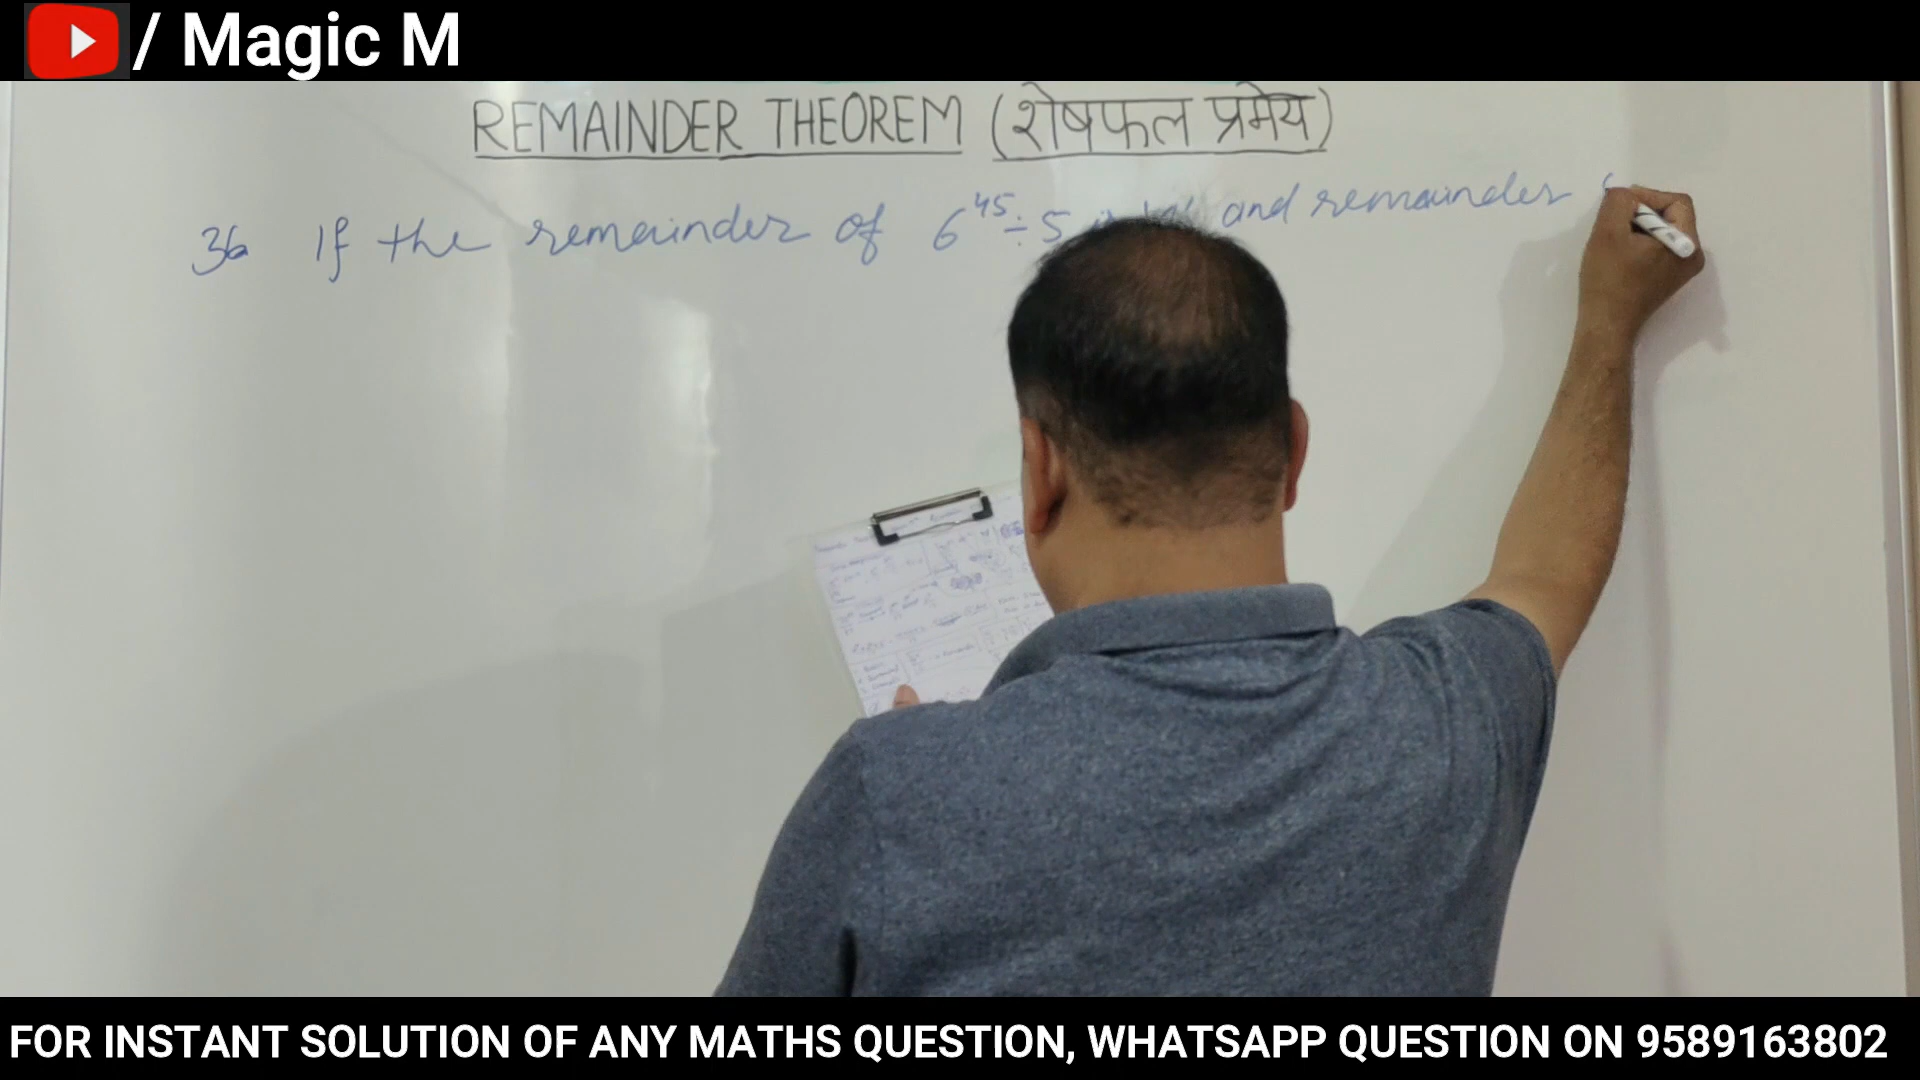 / Magic M
REMAINDER THEOREM (शेषफल प्रमेय)
36 If the remainder of 6^45 ÷ 5 and remainder
FOR INSTANT SOLUTION OF ANY MATHS QUESTION, WHATSAPP QUESTION ON 9589163802